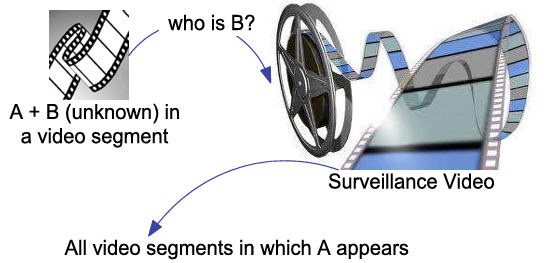 who is B?
A + B (unknown) in
a video segment
Surveillance Video
All video segments in which A appears